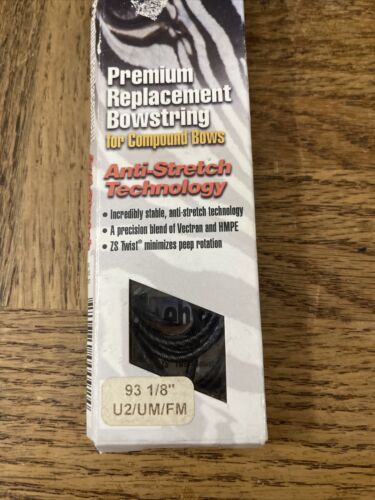 Premium
Replacement
Bowstring
for Compound Bows
Anti-Stretch
Technology
• Incredibly stable, anti-stretch technology
• A precision blend of Vectran and HMPE
• ZS Twist® minimizes peep rotation
93 1/8"
U2/UM/FM